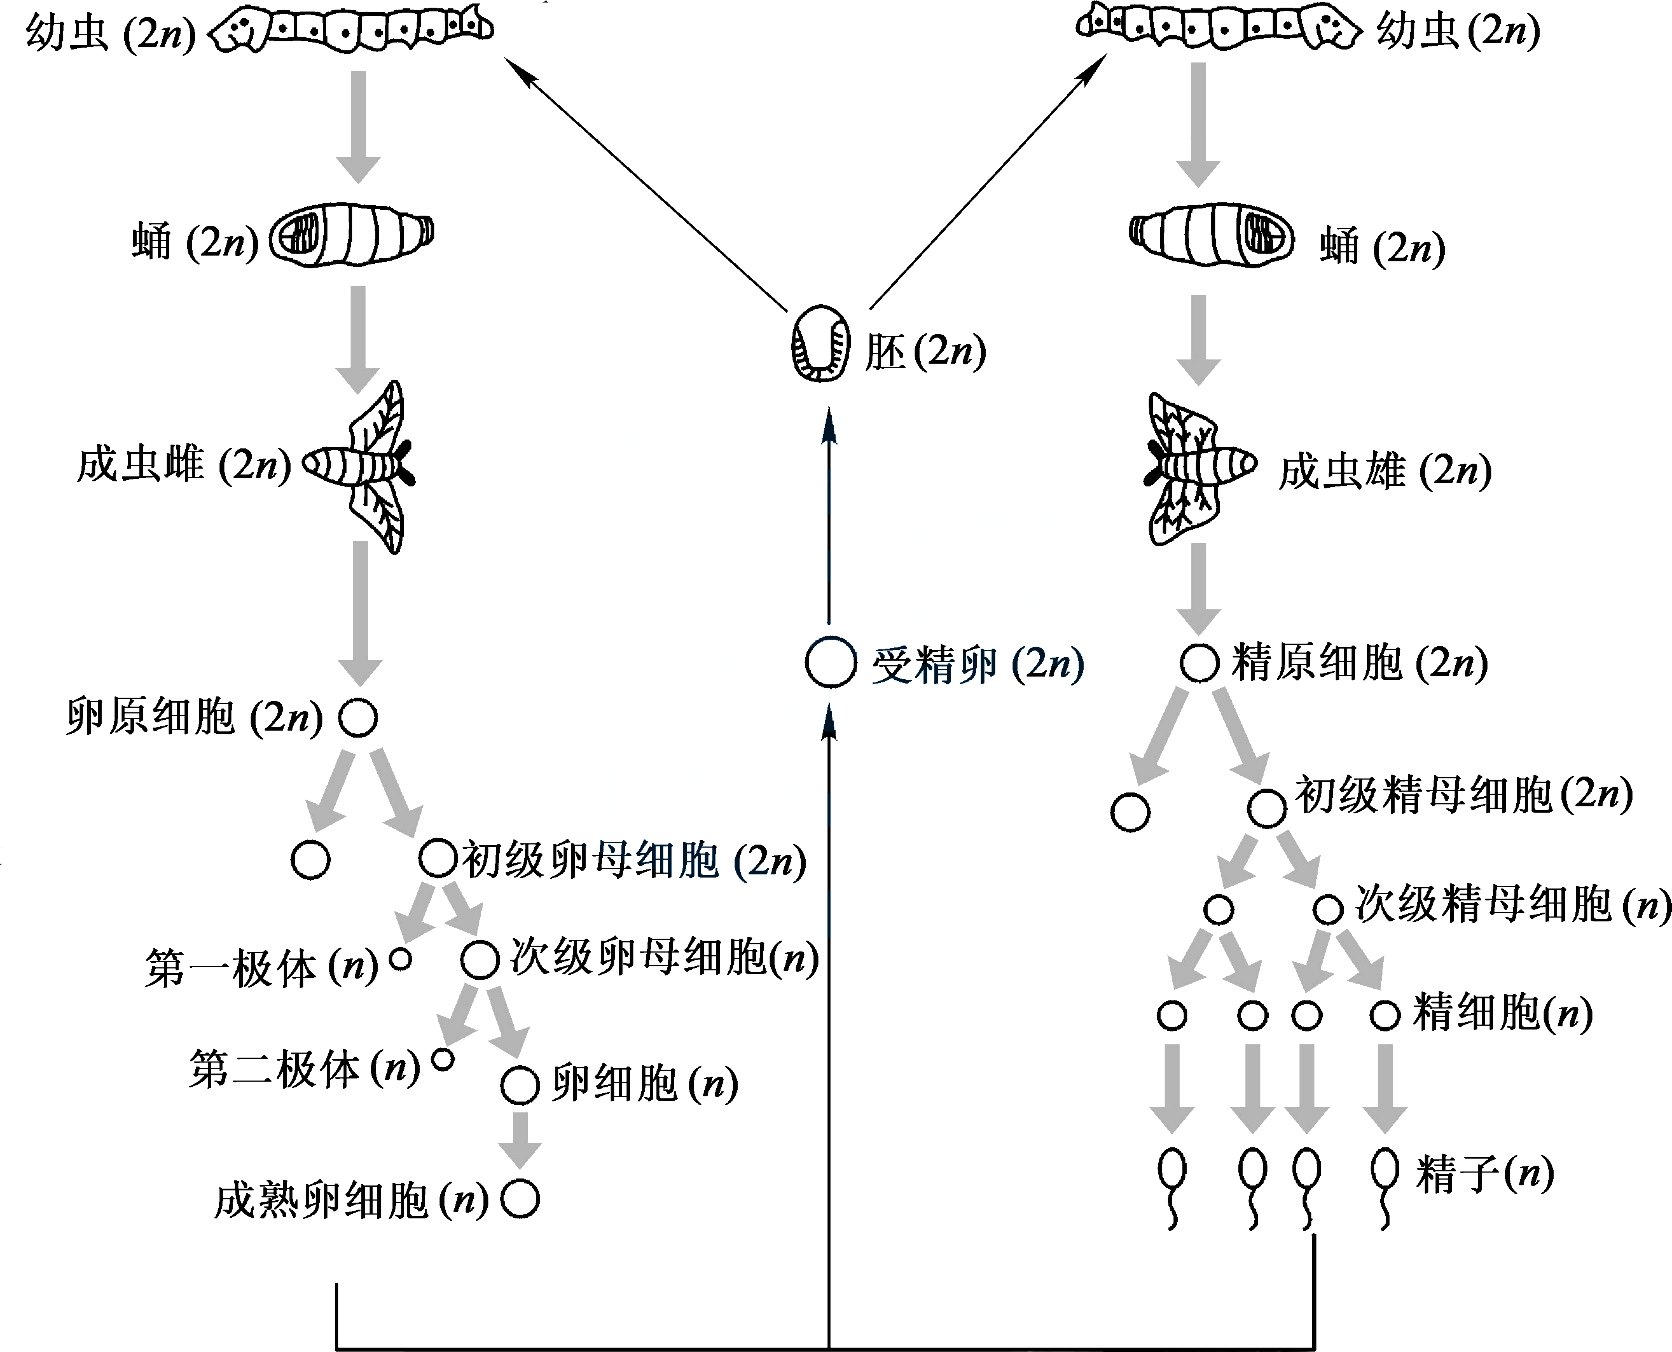 幼虫 (2n)
幼虫 (2n)
蛹 (2n)
蛹 (2n)
胚 (2n)
成虫雌 (2n)
成虫雄 (2n)
受精卵 (2n)
精原细胞 (2n)
卵原细胞 (2n)
初级精母细胞 (2n)
初级卵母细胞 (2n)
次级精母细胞 (n)
第一极体 (n)
次级卵母细胞(n)
精细胞(n)
第二极体 (n)
卵细胞 (n)
精子(n)
成熟卵细胞 (n)